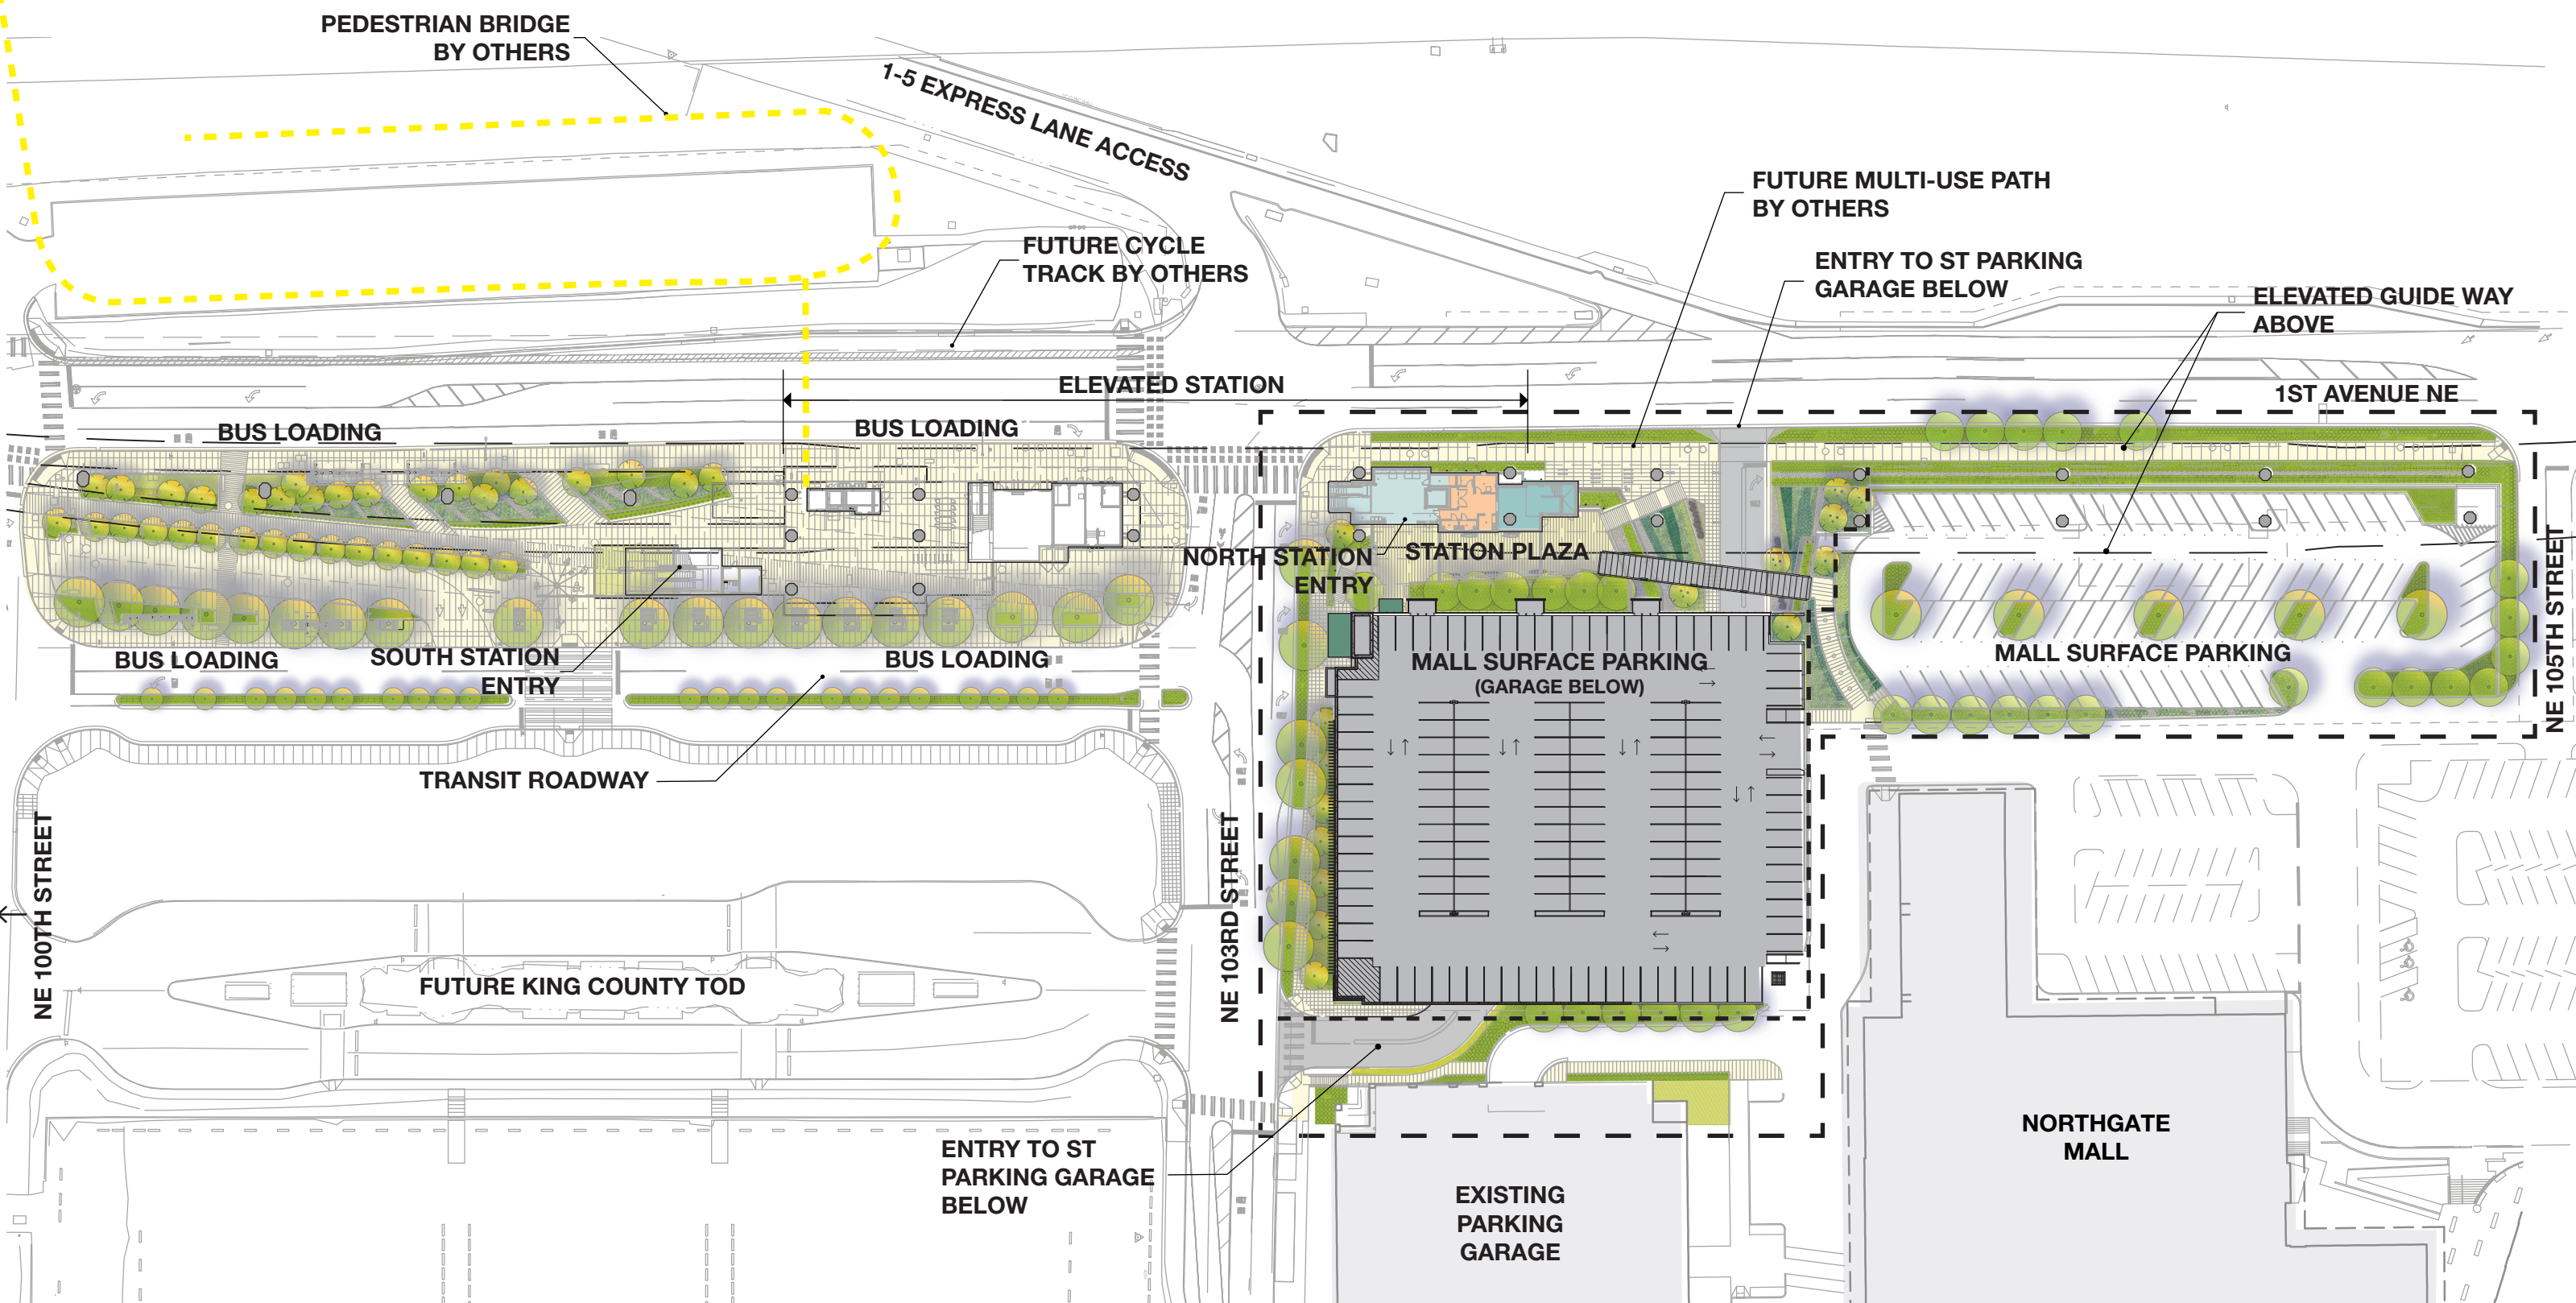 PEDESTRIAN BRIDGE
BY OTHERS
1-5 EXPRESS LANE ACCESS
FUTURE MULTI-USE PATH
BY OTHERS
FUTURE CYCLE
TRACK BY OTHERS
ENTRY TO ST PARKING
GARAGE BELOW
ELEVATED GUIDE WAY
ABOVE
ELEVATED STATION
1ST AVENUE NE
BUS LOADING
BUS LOADING
NORTH STATION
ENTRY
STATION PLAZA
NE 105TH STREET
BUS LOADING
SOUTH STATION
ENTRY
BUS LOADING
MALL SURFACE PARKING
(GARAGE BELOW)
MALL SURFACE PARKING
TRANSIT ROADWAY
NE 100TH STREET
NE 103RD STREET
FUTURE KING COUNTY TOD
ENTRY TO ST
PARKING GARAGE
BELOW
EXISTING
PARKING
GARAGE
NORTHGATE
MALL